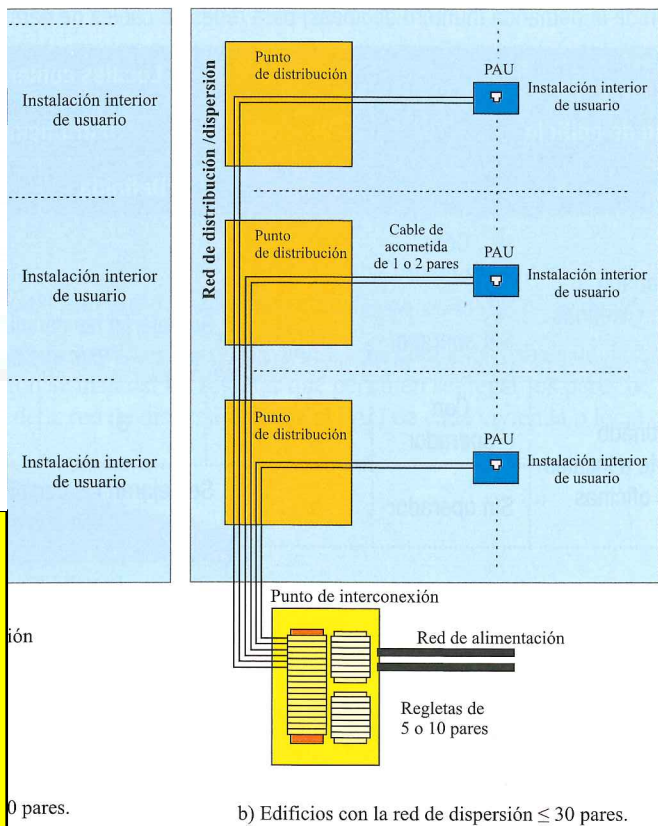 Instalación interior
de usuario
Instalación interior
de usuario
Instalación interior
de usuario
ión
0 pares.
Red de distribución /dispersión
Punto
de distribución
PAU
Instalación interior
de usuario
Punto
de distribución
Cable de
acometida
de 1 o 2 pares
PAU
Instalación interior
de usuario
Punto
de distribución
PAU
Instalación interior
de usuario
Punto de interconexión
Red de alimentación
Regletas de
5 o 10 pares
b) Edificios con la red de dispersión ≤ 30 pares.